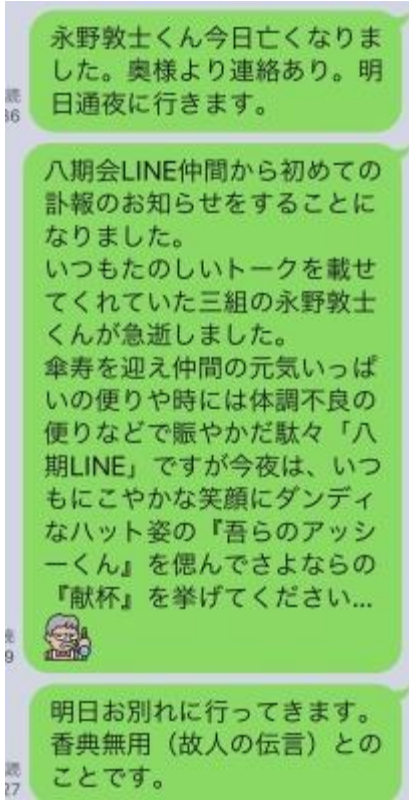 永野敦士くん今日亡くなりま
した。奥様より連絡あり。明
日通夜に行きます。
八期会LINE仲間から初めての
訃報のお知らせをすることに
なりました。
いつもたのしいトークを載せ
てくれていた三組の永野敦士
くんが急逝しました。
傘寿を迎え仲間の元気いっぱ
いの便りや時には体調不良の
便りなどで賑やかだ駄々「八
期LINE」ですが今夜は、いつ
もにこやかな笑顔にダンディ
なハット姿の『吾らのアッシ
ーくん』を偲んでさよならの
『献杯』を挙げてください...
明日お別れに行ってきます。
香典無用（故人の伝言）との
ことです。